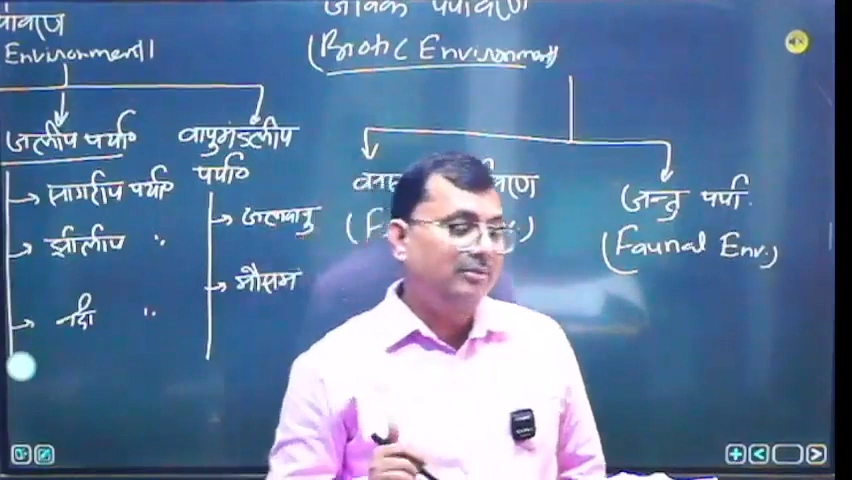 Environment)
जैविक पर्यावरण
(Biotic Environment)
जलीय पर्या०
वायुमंडलीय
पर्या०
जन्तु पर्या.
(Faunal Env.)
सागरीय पर्या०
झीलीय "
नदी "
जलवायु
मौसम